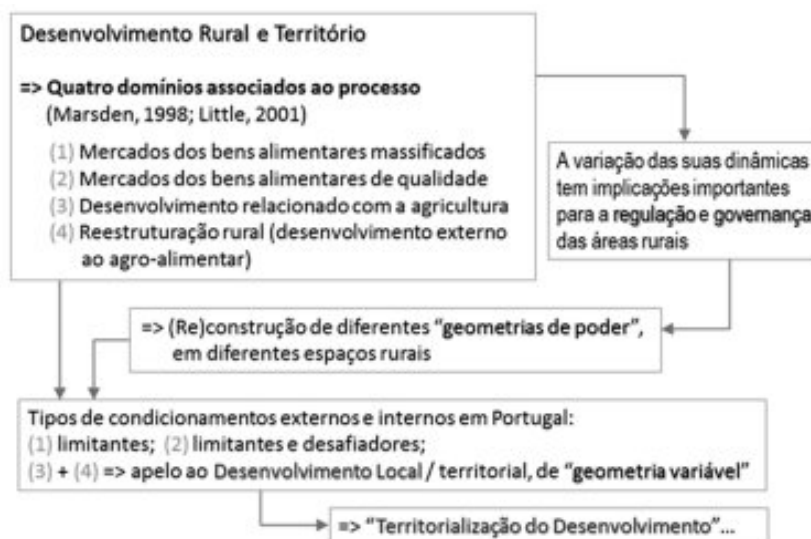 Desenvolvimento Rural e Território
=> Quatro domínios associados ao processo
(Marsden, 1998; Little, 2001)
(1) Mercados dos bens alimentares massificados
(2) Mercados dos bens alimentares de qualidade
(3) Desenvolvimento relacionado com a agricultura
(4) Reestruturação rural (desenvolvimento externo
ao agro-alimentar)
A variação das suas dinâmicas
tem implicações importantes
para a regulação e governança
das áreas rurais
=> (Re)construção de diferentes “geometrias de poder”,
em diferentes espaços rurais
Tipos de condicionamentos externos e internos em Portugal:
(1) limitantes; (2) limitantes e desafiadores;
(3) + (4) => apelo ao Desenvolvimento Local / territorial, de “geometria variável”
=> “Territorialização do Desenvolvimento”...